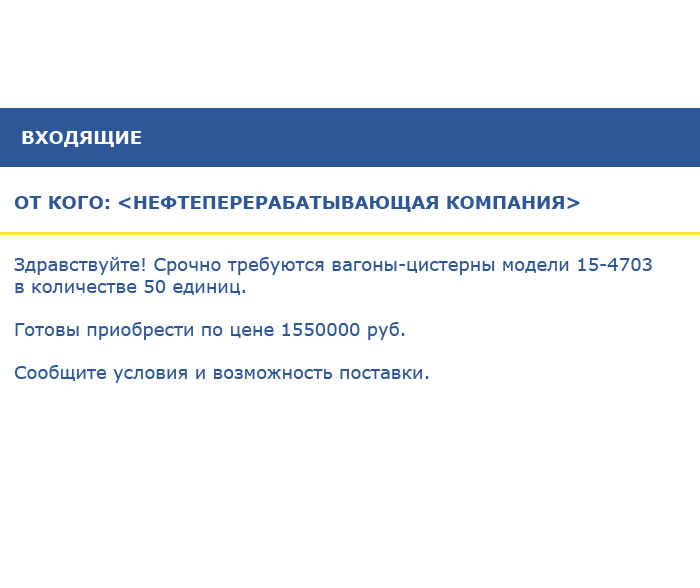 ВХОДЯЩИЕ
ОТ КОГО: <НЕФТЕПЕРЕРАБАТЫВАЮЩАЯ КОМПАНИЯ>
Здравствуйте! Срочно требуются вагоны-цистерны модели 15-4703
в количестве 50 единиц.
Готовы приобрести по цене 1550000 руб.
Сообщите условия и возможность поставки.